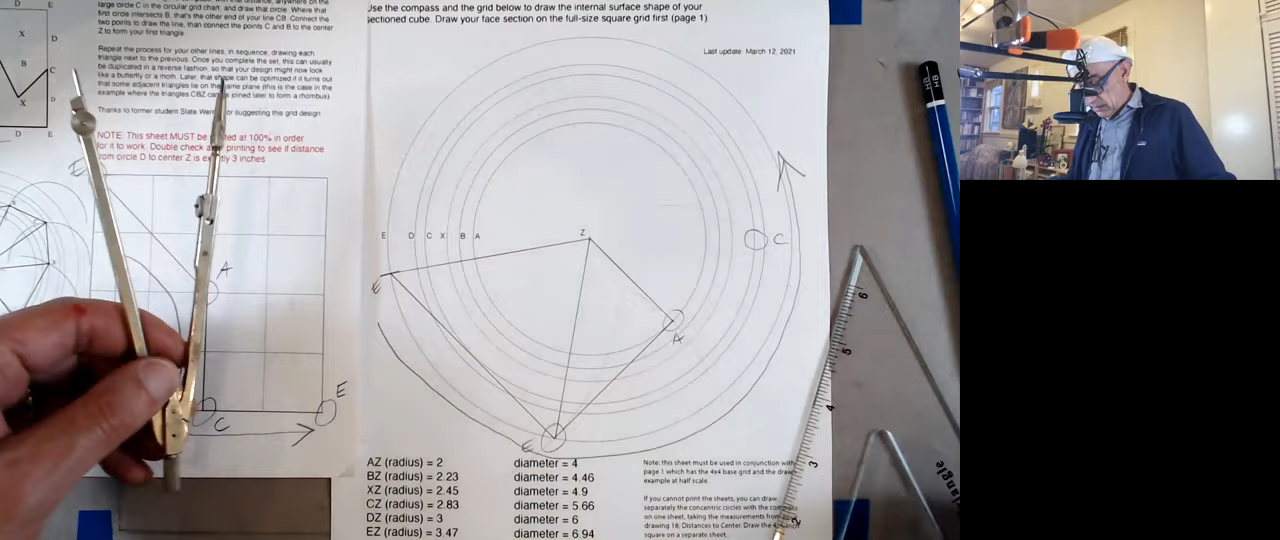 D
E
X
D
B
C
X
D
D
E
large circle C in the circular grid chart, and draw that circle. Where that
first circle intersects B, that's the other end of your line CB. Connect the
two points to draw the line, than connect the points C and B to the center
Z to form your first triangle
Repeat the process for your other lines, in sequence, drawing each
triangle next to the previous. Once you complete the set, this can usually
be duplicated in a reverse fashion, so that your design might now look
like a butterfly or a moth. Later, that shape can be optimized if it turns out
that some adjacent triangles lie on the same plane (this is the case in the
example where the triangles CBZ can joined later to form a rhombus)
Thanks to former student Slate for suggesting this grid design
NOTE: This sheet MUST be at 100% in order
for it to work. Double check printing to see if distance
from circle D to center Z is exactly 3 inches
A
C
E
Use the compass and the grid below to draw the internal surface shape of your
sectioned cube. Draw your face section on the full-size square grid first (page 1)
Last update March 12, 2021
E D C X B A
Z
C
A
E
E
AZ (radius) = 2 diameter = 4
BZ (radius) = 2.23 diameter = 4.46
XZ (radius) = 2.45 diameter = 4.9
CZ (radius) = 2.83 diameter = 5.66
DZ (radius) = 3 diameter = 6
EZ (radius) = 3.47 diameter = 6.94
Note: this sheet must be used in conjunction with
page 1 which has the 4x4 base grid and the
example at half scale.
If you cannot print the sheets, you can draw
separately the concentric circles with the
on one sheet, taking the measurements from
drawing 18, Distances to Center. Draw the
square on a separate sheet.
HB
6
5
4
3
2